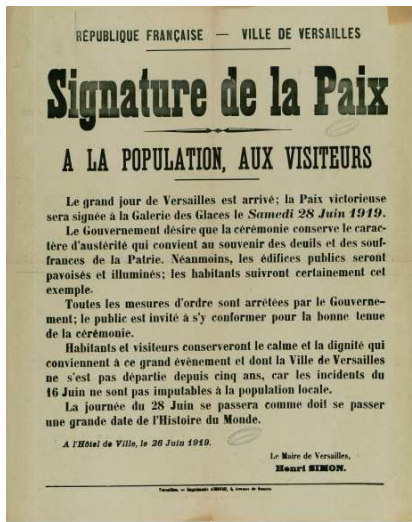 RÉPUBLIQUE FRANÇAISE — VILLE DE VERSAILLES
Signature de la Paix
A LA POPULATION, AUX VISITEURS
Le grand jour de Versailles est arrivé; la Paix victorieuse
sera signée à la Galerie des Glaces le Samedi 28 Juin 1919.
Le Gouvernement désire que la cérémonie conserve le carac-
tère d'austérité qui convient au souvenir des deuils et des souf-
frances de la Patrie. Néanmoins, les édifices publics seront
pavoisés et illuminés; les habitants suivront certainement cet
exemple.
Toutes les mesures d'ordre sont arrêtées par le Gouverne-
ment; le public est invité à s'y conformer pour la bonne tenue
de la cérémonie.
Habitants et visiteurs conserveront le calme et la dignité qui
conviennent à ce grand évènement et dont la Ville de Versailles
ne s'est pas départie depuis cinq ans, car les incidents du
16 Juin ne sont pas imputables à la population locale.
La journée du 28 Juin se passera comme doit se passer
une grande date de l'Histoire du Monde.
A l'Hôtel de Ville, le 26 Juin 1919.
Le Maire de Versailles,
Henri SIMON.
Versailles. — Imprimerie